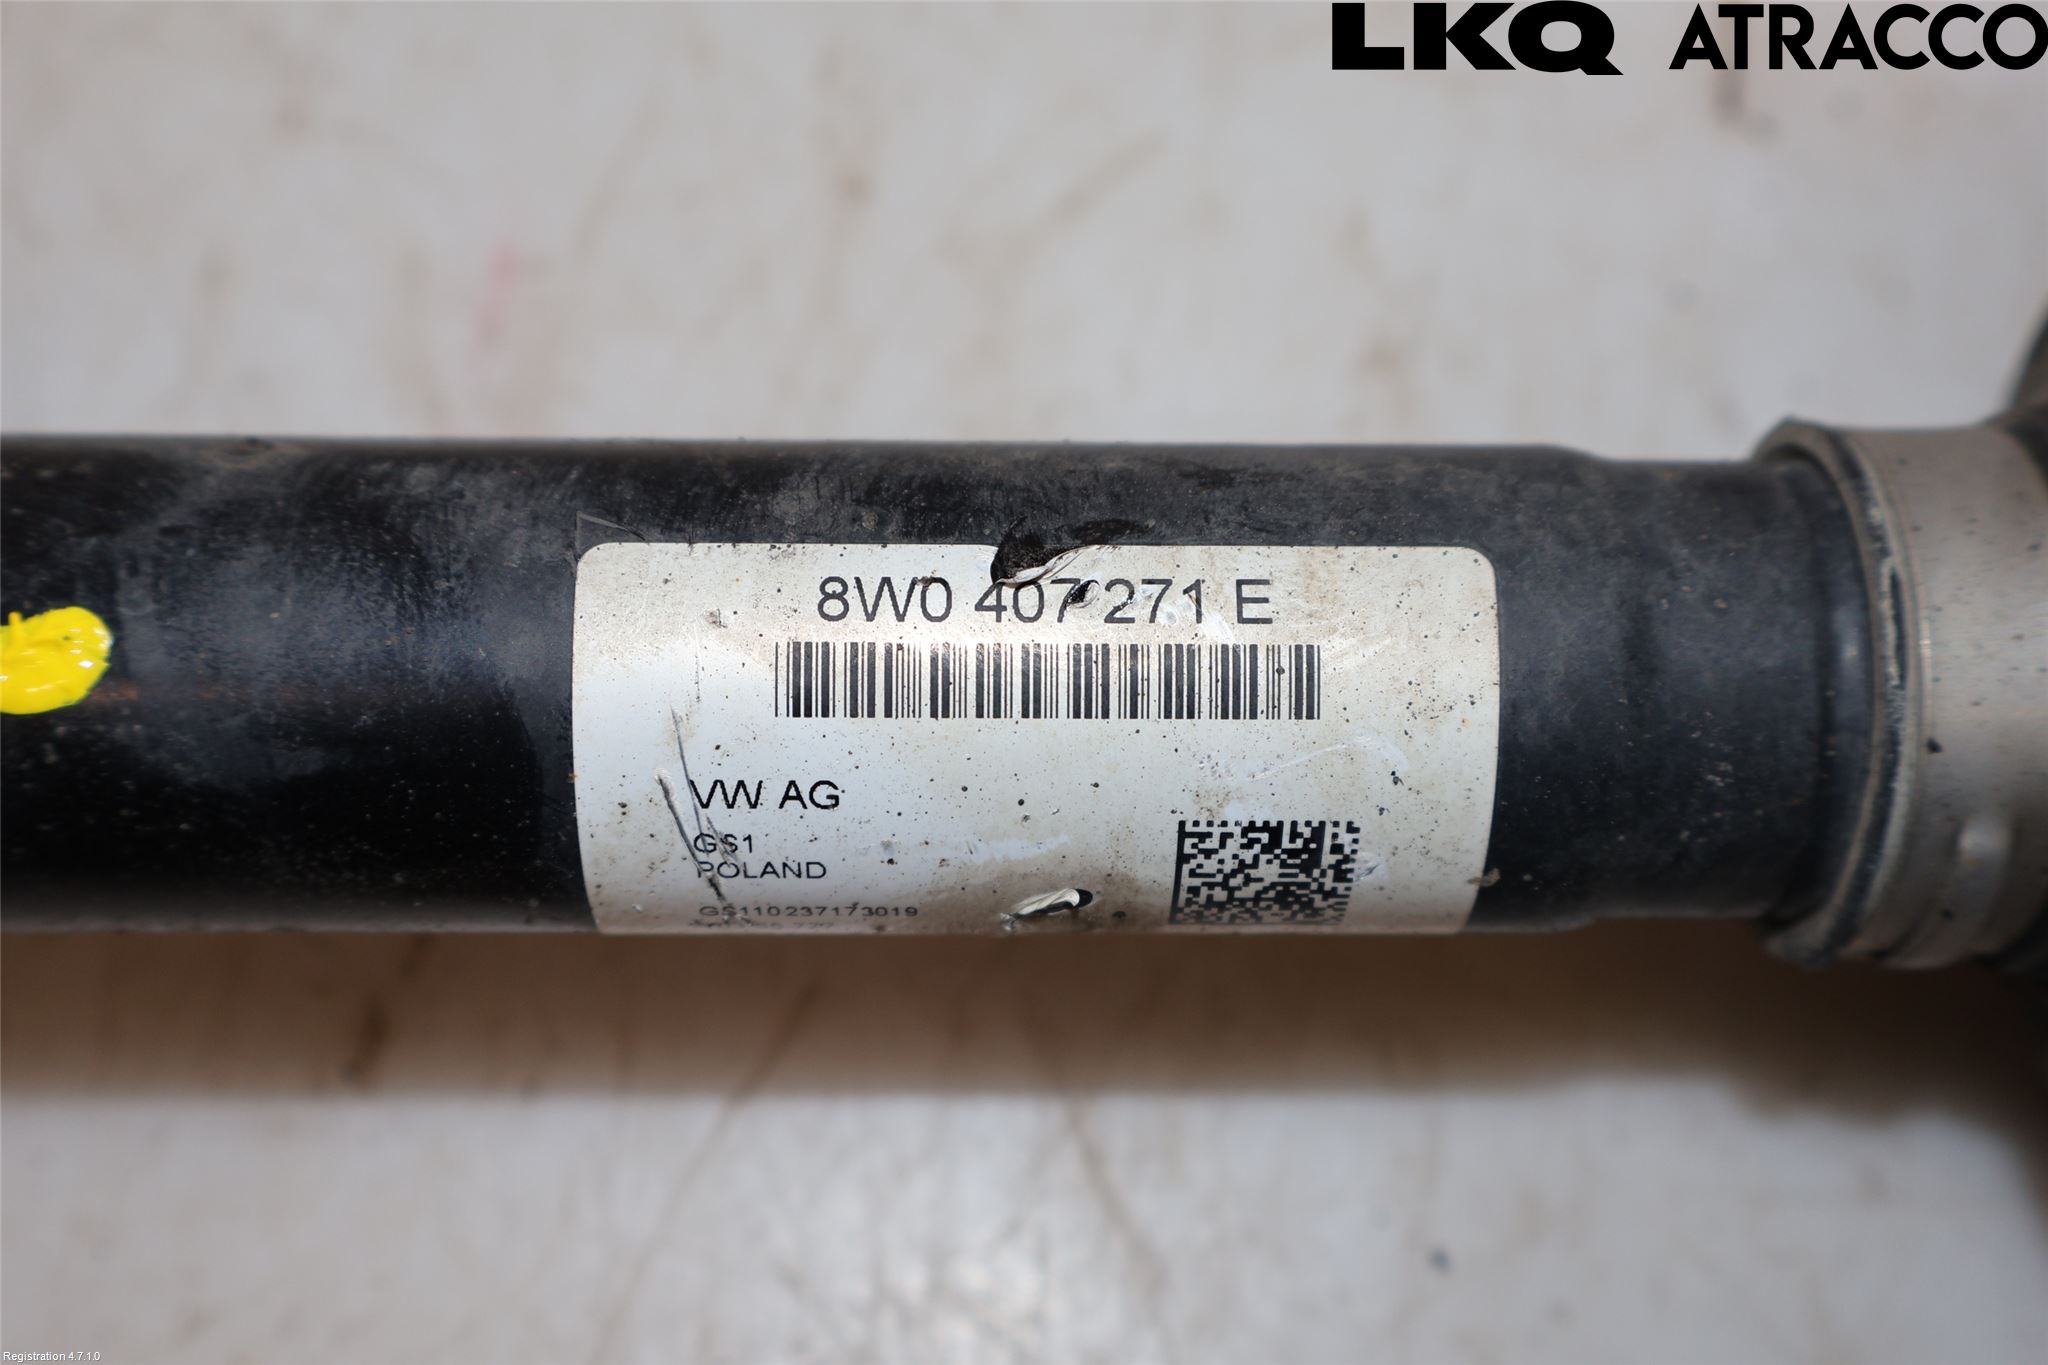 LKQ ATRACCO
8W0 407 271 E
VW AG
GS1
POLAND
GS110237173019
Registration 4.7.1.0